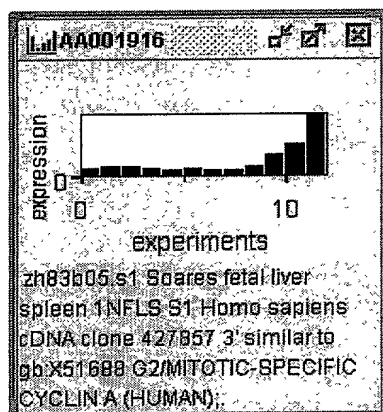 AA001916
expression
0
0 10
experiments
zh83b05.s1 Soares fetal liver
spleen 1NFLS S1 Homo sapiens
cDNA clone 427857 3' similar to
gb:X51688 G2/MITOTIC-SPECIFIC
CYCLIN A (HUMAN);.